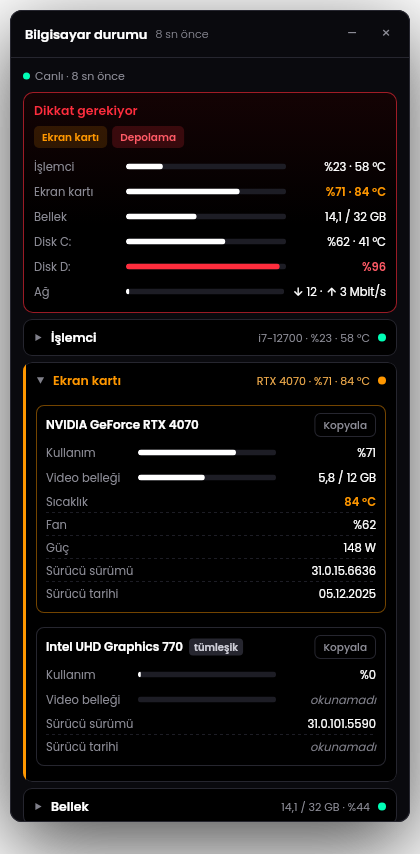 Bilgisayar durumu 8 sn önce
Canlı · 8 sn önce
Dikkat gerekiyor
Ekran kartı Depolama
İşlemci %23 · 58 °C
Ekran kartı %71 · 84 °C
Bellek 14,1 / 32 GB
Disk C: %62 · 41 °C
Disk D: %96
Ağ ↓ 12 · ↑ 3 Mbit/s
İşlemci i7-12700 · %23 · 58 °C
Ekran kartı RTX 4070 · %71 · 84 °C
NVIDIA GeForce RTX 4070 Kopyala
Kullanım %71
Video belleği 5,8 / 12 GB
Sıcaklık 84 °C
Fan %62
Güç 148 W
Sürücü sürümü 31.0.15.6636
Sürücü tarihi 05.12.2025
Intel UHD Graphics 770 tümleşik Kopyala
Kullanım %0
Video belleği okunamadı
Sürücü sürümü 31.0.101.5590
Sürücü tarihi okunamadı
Bellek 14,1 / 32 GB · %44